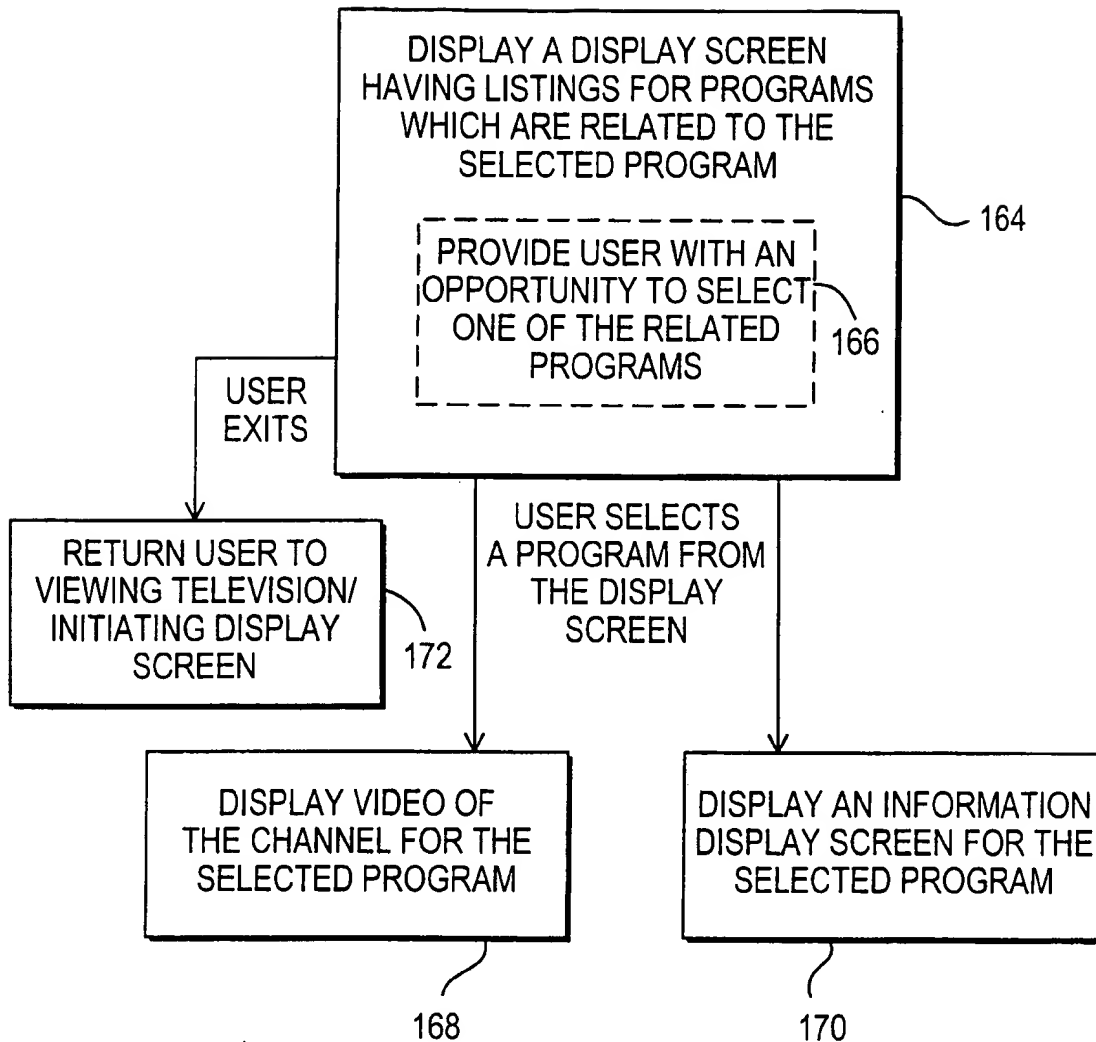 DISPLAY A DISPLAY SCREEN
HAVING LISTINGS FOR PROGRAMS
WHICH ARE RELATED TO THE
SELECTED PROGRAM
164
PROVIDE USER WITH AN
OPPORTUNITY TO SELECT
ONE OF THE RELATED
PROGRAMS
166
USER
EXITS
USER SELECTS
A PROGRAM FROM
THE DISPLAY
SCREEN
RETURN USER TO
VIEWING TELEVISION/
INITIATING DISPLAY
SCREEN
172
DISPLAY VIDEO OF
THE CHANNEL FOR THE
SELECTED PROGRAM
168
DISPLAY AN INFORMATION
DISPLAY SCREEN FOR THE
SELECTED PROGRAM
170